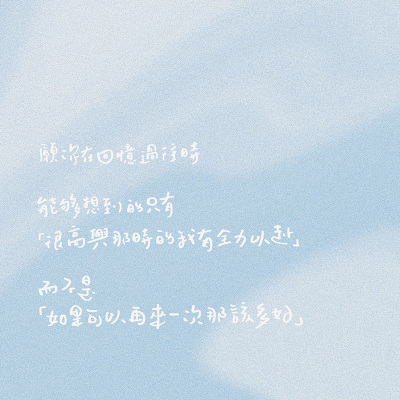 願你在回憶過往時
能夠想到的只有
「很高興那時的我有全力以赴」
而不是
「如果可以再來一次那該多好」